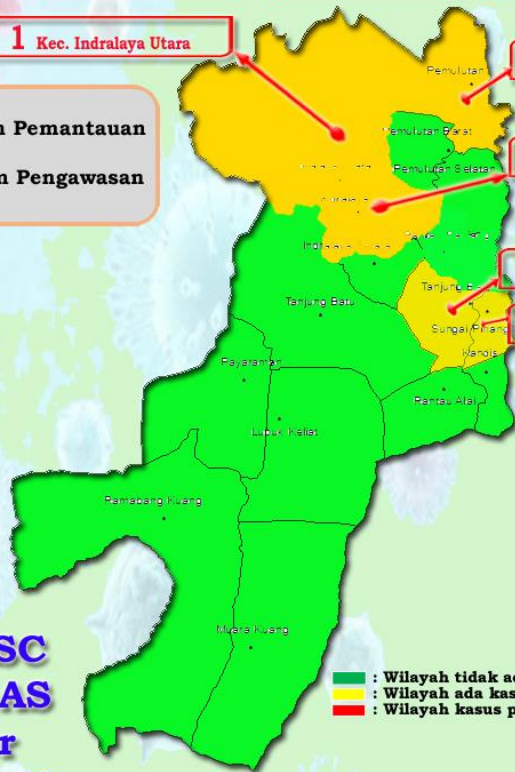 1 Kec. Indralaya Utara
Pemulutan
n Pemantauan
n Pengawasan
Pemulutan Barat
Pemulutan Selatan
Tanjung Batu
Sungai Pinang
Kandis
Payaraman
Rantau Alai
Lubuk Keliat
Rambang Kuang
Muara Kuang
SC
AS
r
: Wilayah tidak ad
: Wilayah ada kas
: Wilayah kasus p